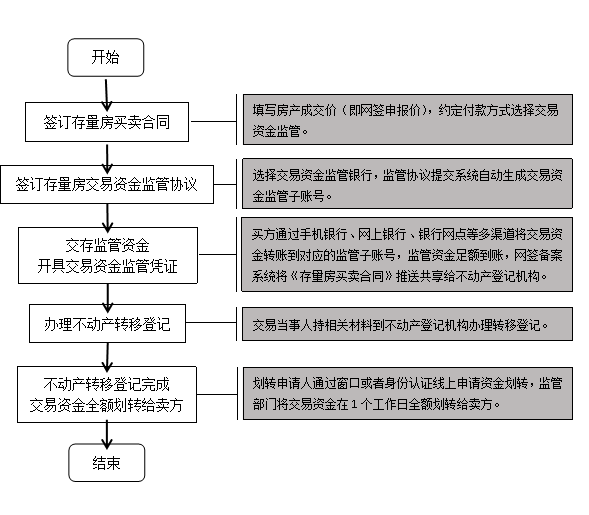 开始
签订存量房买卖合同
填写房产成交价（即网签申报价），约定付款方式选择交易
资金监管。
签订存量房交易资金监管协议
选择交易资金监管银行，监管协议提交系统自动生成交易资
金监管子账号。
交存监管资金
开具交易资金监管凭证
买方通过手机银行、网上银行、银行网点等多渠道将交易资
金转账到对应的监管子账号，监管资金足额到账，网签备案
系统将《存量房买卖合同》推送共享给不动产登记机构。
办理不动产转移登记
交易当事人持相关材料到不动产登记机构办理转移登记。
不动产转移登记完成
交易资金全额划转给卖方
划转申请人通过窗口或者身份认证线上申请资金划转，监管
部门将交易资金在1个工作日全额划转给卖方。
结束